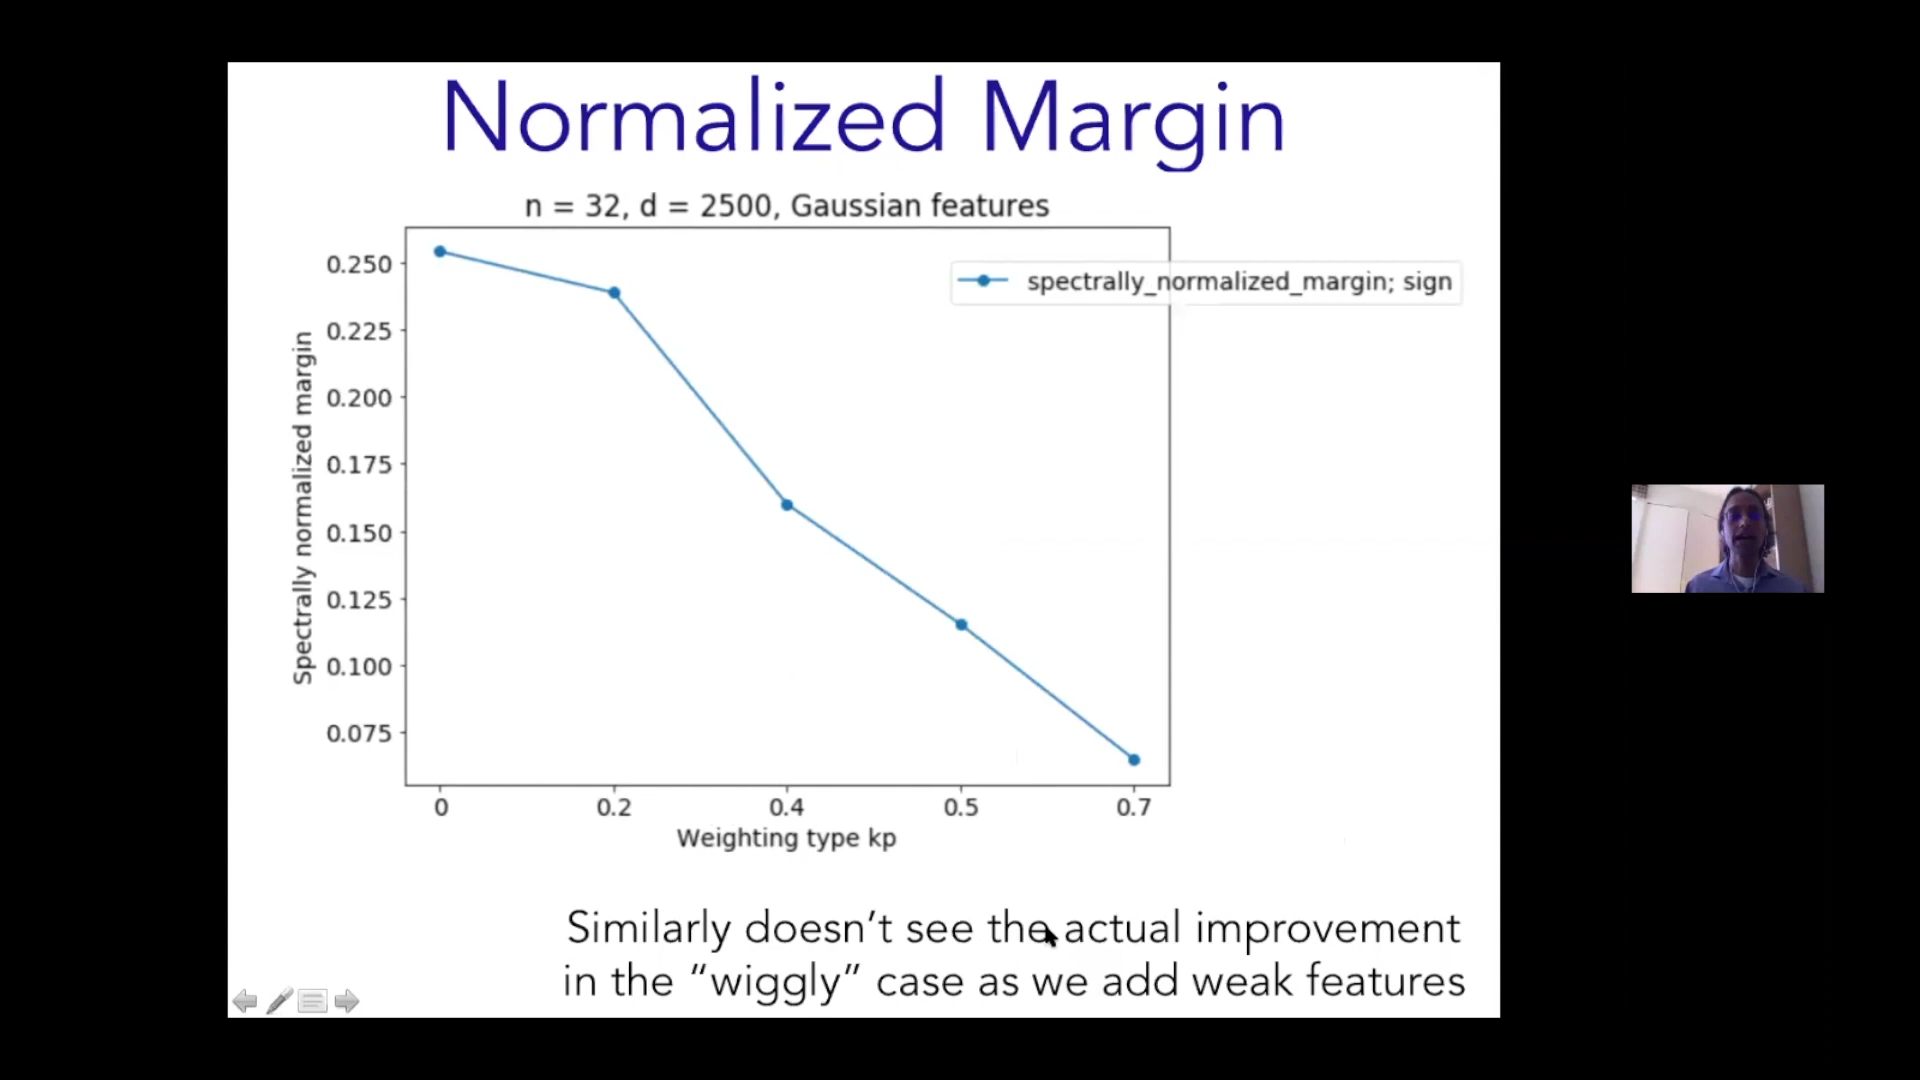 Normalized Margin
n = 32, d = 2500, Gaussian features
spectrally_normalized_margin; sign
Spectrally normalized margin
0.250
0.225
0.200
0.175
0.150
0.125
0.100
0.075
0 0.2 0.4 0.5 0.7
Weighting type kp
Similarly doesn’t see the actual improvement
in the “wiggly” case as we add weak features